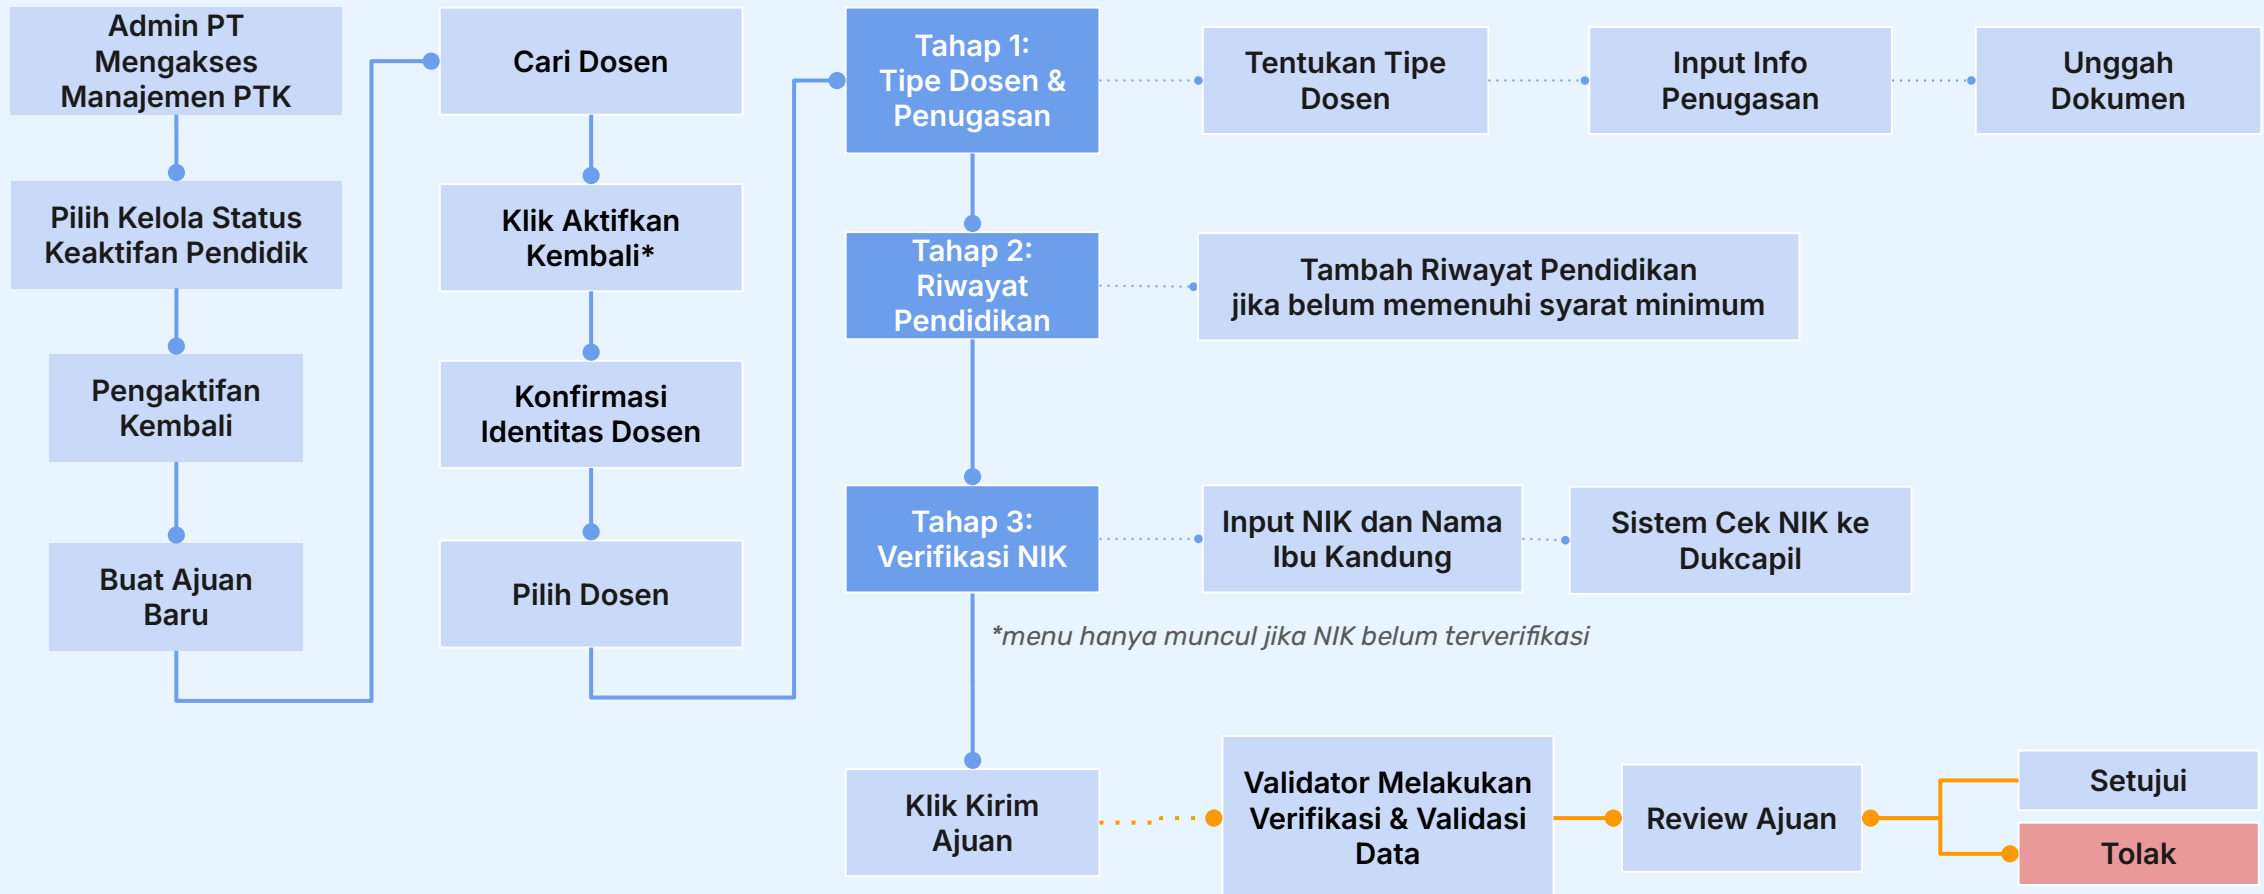 Admin PT
Mengakses
Manajemen PTK
Pilih Kelola Status
Keaktifan Pendidik
Pengaktifan
Kembali
Buat Ajuan
Baru
Cari Dosen
Klik Aktifkan
Kembali*
Konfirmasi
Identitas Dosen
Pilih Dosen
Tahap 1:
Tipe Dosen &
Penugasan
Tentukan Tipe
Dosen
Input Info
Penugasan
Unggah
Dokumen
Tahap 2:
Riwayat
Pendidikan
Tambah Riwayat Pendidikan
jika belum memenuhi syarat minimum
Tahap 3:
Verifikasi NIK
Input NIK dan Nama
Ibu Kandung
Sistem Cek NIK ke
Dukcapil
*menu hanya muncul jika NIK belum terverifikasi
Klik Kirim
Ajuan
Validator Melakukan
Verifikasi & Validasi
Data
Review Ajuan
Setujui
Tolak